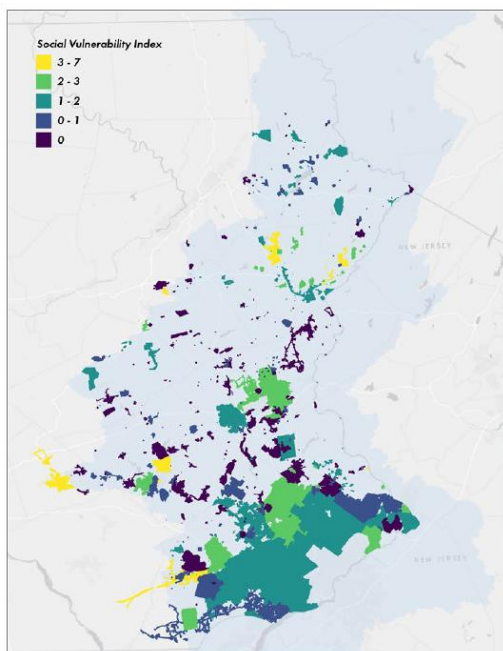 Social Vulnerability Index
3 - 7
2 - 3
1 - 2
0 - 1
0
NEW JERSEY
NEW JERSEY